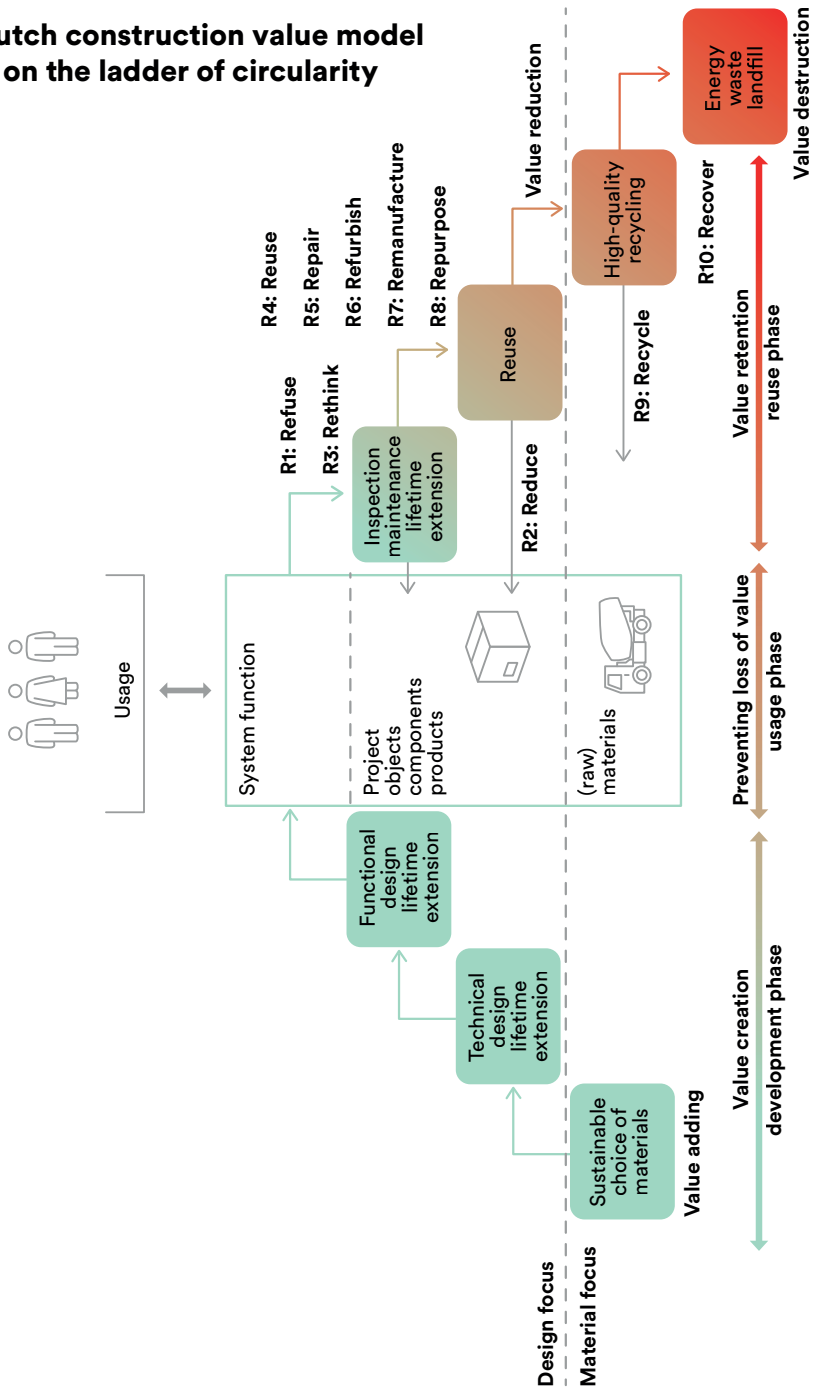 utch construction value model
on the ladder of circularity
Usage
System function
Project
objects
components
products
(raw)
materials
Sustainable
choice of
materials
Value adding
Technical
design
lifetime
extension
Functional
design
lifetime
extension
R1: Refuse
R3: Rethink
Inspection
maintenance
lifetime
extension
R4: Reuse
R5: Repair
R6: Refurbish
R7: Remanufacture
R8: Repurpose
Reuse
R2: Reduce
Value reduction
High-quality
recycling
R9: Recycle
R10: Recover
Energy
waste
landfill
Value destruction
Design focus
Material focus
Value creation
development phase
Preventing loss of value
usage phase
Value retention
reuse phase